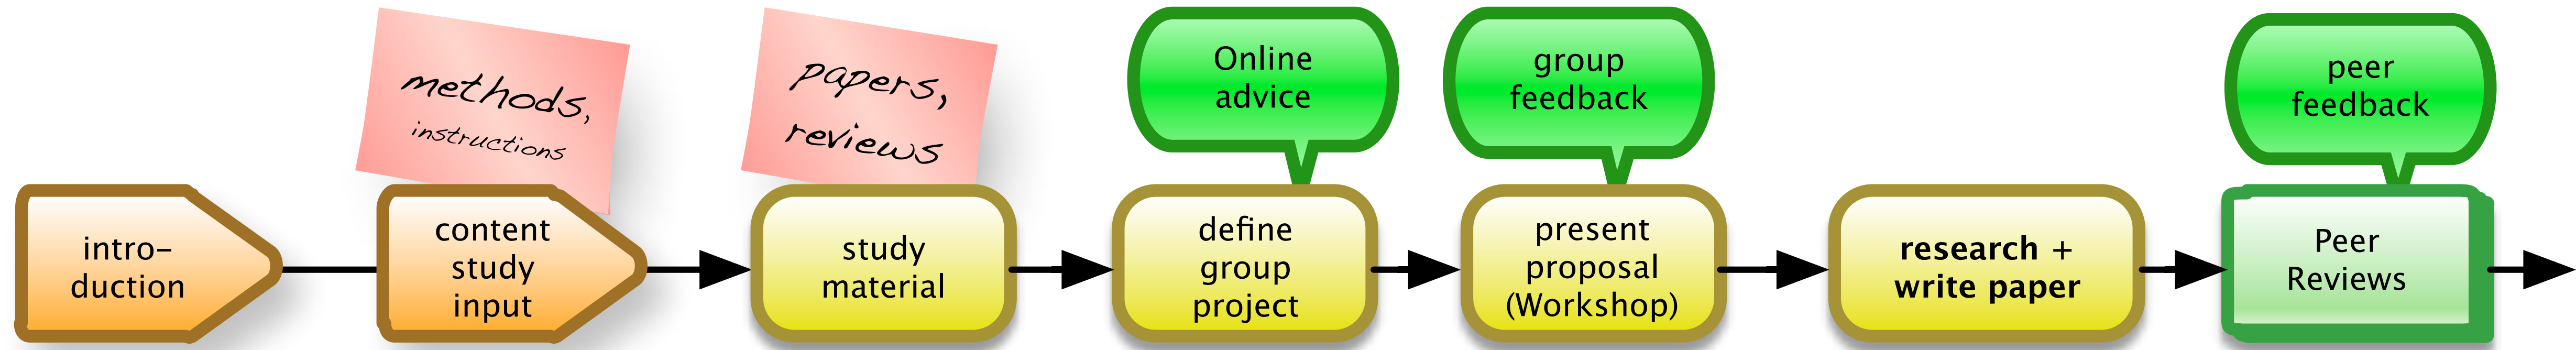 methods,
instructions
papers,
reviews
Online
advice
group
feedback
peer
feedback
intro-
duction
content
study
input
study
material
define
group
project
present
proposal
(Workshop)
research +
write paper
Peer
Reviews